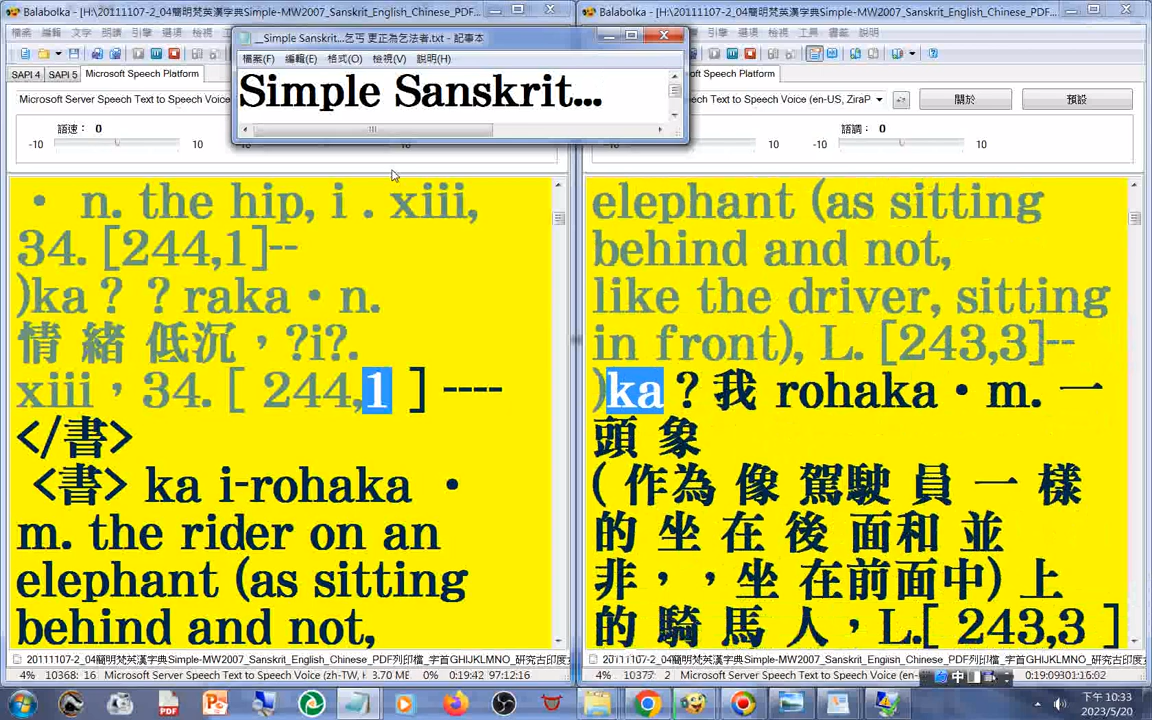 Balabolka - [H:\20111107-2_04簡明梵英漢字典Simple-MW2007_Sanskrit_English_Chinese_PDF...
Balabolka - [H:\20111107-2_04簡明梵英漢字典Simple-MW2007_Sanskrit_English_Chinese_PDF...
__Simple Sanskrit...乞丐 更正為乞法者.txt - 記事本
檔案(F) 編輯(E) 格式(O) 檢視(V) 說明(H)
Simple Sanskrit...
SAPI 4 SAPI 5 Microsoft Speech Platform
Microsoft Server Speech Text to Speech Voice
語速： 0
-10 10
peech Platform
ech Text to Speech Voice (en-US, ZiraP
關於 預設
語調： 0
10 -10 10
• n. the hip, i . xiii,
34. [244,1]--
)ka？？raka • n.
情 緒 低沉，?i?.
xiii，34. [ 244,1 ] ----
</書>
<書> ka i-rohaka •
m. the rider on an
elephant (as sitting
behind and not,
elephant (as sitting
behind and not,
like the driver, sitting
in front), L. [243,3]--
)ka？我 rohaka • m. 一
頭 象
( 作為 像 駕駛 員 一 樣
的 坐 在 後 面和 並
非，，坐 在前面中) 上
的 騎 馬 人，L.[ 243,3 ]
20111107-2_04簡明梵英漢字典Simple-MW2007_Sanskrit_English_Chinese_PDF列印檔_字首GHIJKLMNO_研究古印度
20111107-2_04簡明梵英漢字典Simple-MW2007_Sanskrit_English_Chinese_PDF列印檔_字首GHIJKLMNO_研究古印度
4% 10368: 16 Microsoft Server Speech Text to Speech Voice (zh-TW, H 3.70 ME 0% 0:19:42 97:12:16
4% 10377: 2 Microsoft Server Speech Text to Speech Voice
中
下午 10:33
2023/5/20